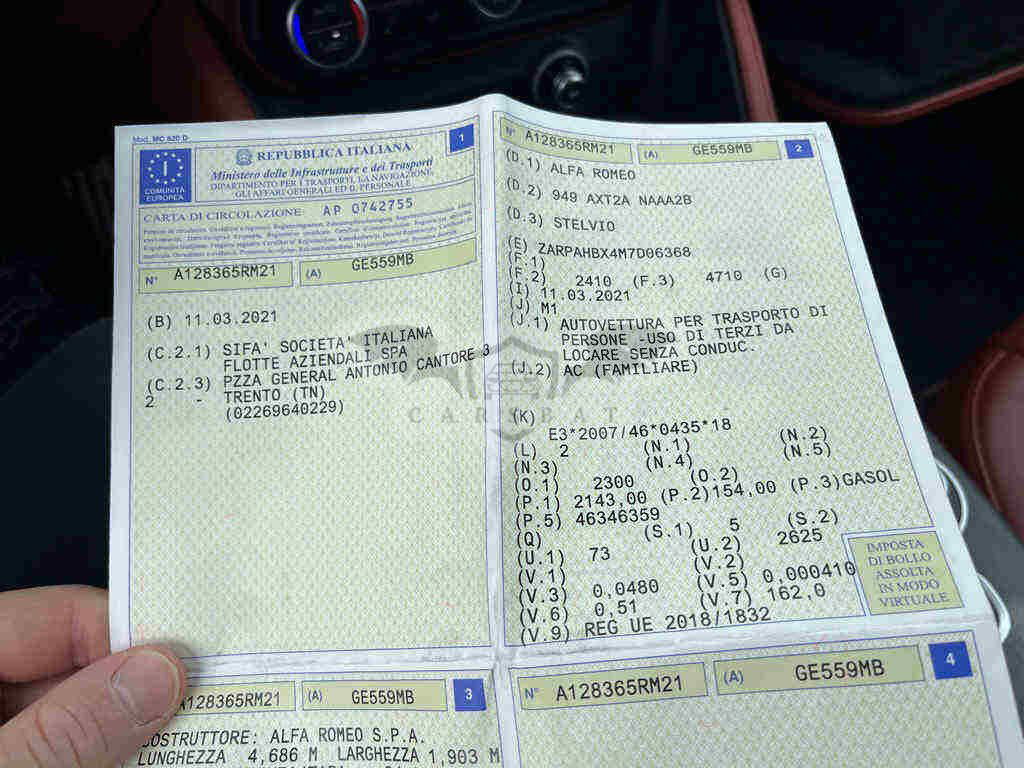 Mod. MC 820 D
1
REPUBBLICA ITALIANA
Ministero delle Infrastrutture e dei Trasporti
DIPARTIMENTO PER I TRASPORTI, LA NAVIGAZIONE,
GLI AFFARI GENERALI ED IL PERSONALE
I
COMUNITÀ
EUROPEA
CARTA DI CIRCOLAZIONE AP 0742755
N° A128365RM21 (A) GE559MB
(B) 11.03.2021
(C.2.1) SIFA' SOCIETA' ITALIANA
FLOTTE AZIENDALI SPA
(C.2.3) PZZA GENERAL ANTONIO CANTORE 3
2 - TRENTO (TN)
(02269640229)
N° A128365RM21 (A) GE559MB 2
(D.1) ALFA ROMEO
(D.2) 949 AXT2A NAAA2B
(D.3) STELVIO
(E) ZARPAHBX4M7D06368
(F.1)
(F.2) 2410 (F.3) 4710 (G)
(I) 11.03.2021
(J) M1
(J.1) AUTOVETTURA PER TRASPORTO DI
PERSONE -USO DI TERZI DA
LOCARE SENZA CONDUC.
(J.2) AC (FAMILIARE)
CARSBAT
(K)
E3*2007/46*0435*18
(L) 2 (N.1) (N.2)
(N.3) (N.4) (N.5)
(O.1) 2300 (O.2)
(P.1) 2143,00 (P.2)154,00 (P.3)GASOL
(P.5) 46346359
(Q) (S.1) 5 (S.2)
(U.1) 73 (U.2) 2625
(V.1) (V.2)
(V.3) 0,0480 (V.5) 0,000410
(V.6) 0,51 (V.7) 162,0
(V.9) REG UE 2018/1832
IMPOSTA
DI BOLLO
ASSOLTA
IN MODO
VIRTUALE
A128365RM21 (A) GE559MB 3
COSTRUTTORE: ALFA ROMEO S.P.A.
LUNGHEZZA 4,686 M LARGHEZZA 1,903 M
N° A128365RM21 (A) GE559MB 4